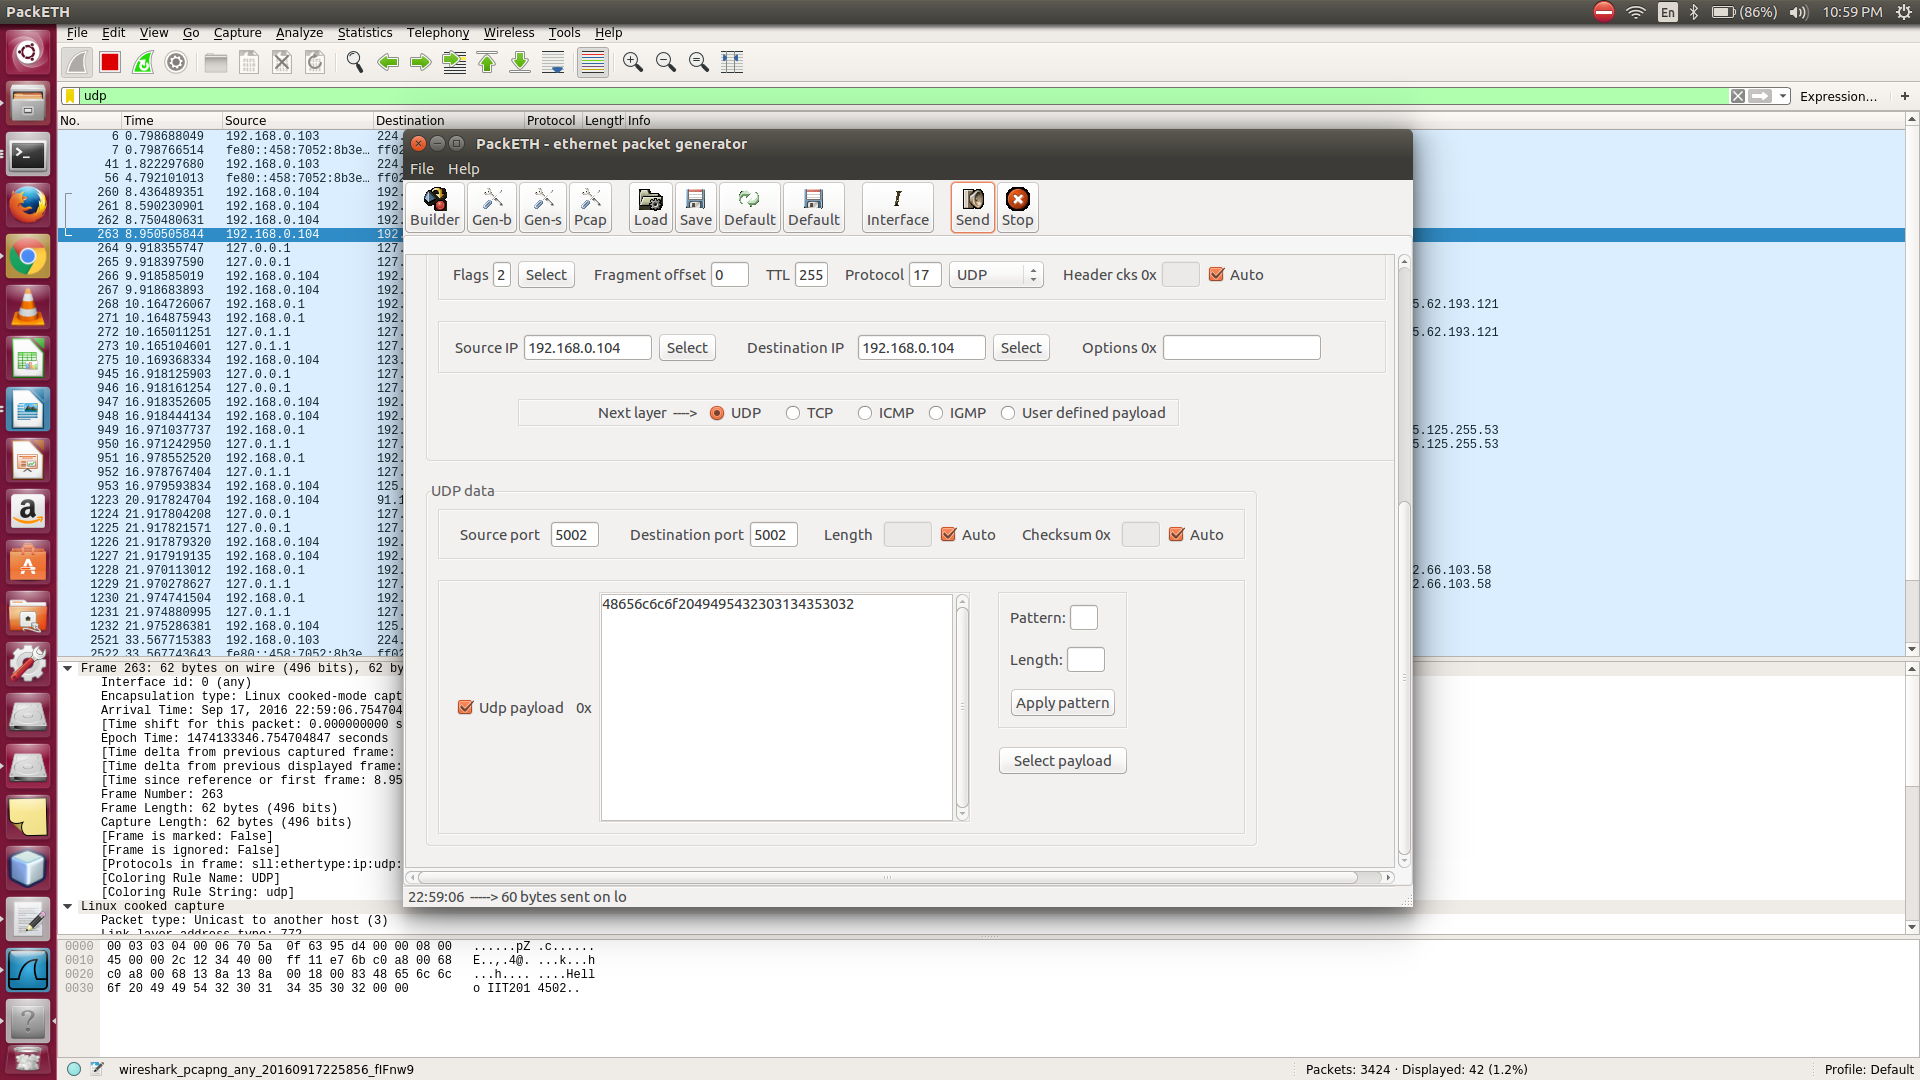 PackETH
En (86%) 10:59 PM
File Edit View Go Capture Analyze Statistics Telephony Wireless Tools Help
udp
Expression... +
No. Time Source Destination Protocol Length Info
6 0.798688049 192.168.0.103 224.
7 0.798766514 fe80::458:7052:8b3e… ff02
41 1.822297680 192.168.0.103 224.
56 4.792101013 fe80::458:7052:8b3e… ff02
260 8.436489351 192.168.0.104 192.
261 8.590230901 192.168.0.104 192.
262 8.750480631 192.168.0.104 192.
263 8.950505844 192.168.0.104 192.
264 9.918355747 127.0.0.1 127.
265 9.918397590 127.0.0.1 127.
266 9.918585019 192.168.0.104 192.
267 9.918683893 192.168.0.104 192.
268 10.164726067 192.168.0.1 192. 5.62.193.121
271 10.164875943 192.168.0.1 192.
272 10.165011251 127.0.1.1 127. 5.62.193.121
273 10.165104601 127.0.1.1 127.
275 10.169368334 192.168.0.104 123.
945 16.918125903 127.0.0.1 127.
946 16.918161254 127.0.0.1 127.
947 16.918352605 192.168.0.104 192.
948 16.918444134 192.168.0.104 192.
949 16.971037737 192.168.0.1 192. 5.125.255.53
950 16.971242950 127.0.1.1 127. 5.125.255.53
951 16.978552520 192.168.0.1 192.
952 16.978767404 127.0.1.1 127.
953 16.979593834 192.168.0.104 125.
1223 20.917824704 192.168.0.104 91.1
1224 21.917804208 127.0.0.1 127.
1225 21.917821571 127.0.0.1 127.
1226 21.917879320 192.168.0.104 192.
1227 21.917919135 192.168.0.104 192.
1228 21.970113012 192.168.0.1 192. 2.66.103.58
1229 21.970278627 127.0.1.1 127. 2.66.103.58
1230 21.974741504 192.168.0.1 192.
1231 21.974880995 127.0.1.1 127.
1232 21.975286381 192.168.0.104 125.
2521 33.567715383 192.168.0.103 224.
2522 33.567743643 fe80::458:7052:8b3e… ff02
Frame 263: 62 bytes on wire (496 bits), 62 by
Interface id: 0 (any)
Encapsulation type: Linux cooked-mode capt
Arrival Time: Sep 17, 2016 22:59:06.754704
[Time shift for this packet: 0.000000000 s
Epoch Time: 1474133346.754704847 seconds
[Time delta from previous captured frame:
[Time delta from previous displayed frame:
[Time since reference or first frame: 8.95
Frame Number: 263
Frame Length: 62 bytes (496 bits)
Capture Length: 62 bytes (496 bits)
[Frame is marked: False]
[Frame is ignored: False]
[Protocols in frame: sll:ethertype:ip:udp:
[Coloring Rule Name: UDP]
[Coloring Rule String: udp]
Linux cooked capture
Packet type: Unicast to another host (3)
Link-layer address type: 772
0000 00 03 03 04 00 06 70 5a 0f 63 95 d4 00 00 08 00 ......pZ .c......
0010 45 00 00 2c 12 34 40 00 ff 11 e7 6b c0 a8 00 68 E..,.4@. ...k...h
0020 c0 a8 00 68 13 8a 13 8a 00 18 00 83 48 65 6c 6c ...h.... ....Hell
0030 6f 20 49 49 54 32 30 31 34 35 30 32 00 00 o IIT201 4502..
wireshark_pcapng_any_20160917225856_flFnw9 Packets: 3424 · Displayed: 42 (1.2%) Profile: Default
PackETH - ethernet packet generator
File Help
Builder Gen-b Gen-s Pcap Load Save Default Default Interface Send Stop
Flags 2 Select Fragment offset 0 TTL 255 Protocol 17 UDP Header cks 0x Auto
Source IP 192.168.0.104 Select Destination IP 192.168.0.104 Select Options 0x
Next layer ----> UDP TCP ICMP IGMP User defined payload
UDP data
Source port 5002 Destination port 5002 Length Auto Checksum 0x Auto
48656c6c6f2049495432303134353032
Pattern:
Length:
Apply pattern
Udp payload 0x
Select payload
22:59:06 -----> 60 bytes sent on lo